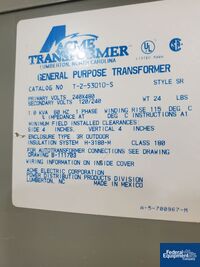 ACME
TRANSFORMER
LUMBERTON, NORTH CAROLINA
GENERAL PURPOSE TRANSFORMER
CATALOG NO T-2-53010-S STYLE SR
PRIMARY VOLTS 240X480
SECONDARY VOLTS 120/240 WT 24 LBS
1.0 KVA 60 HZ 1 PHASE WINDING RISE 115 DEG C
% IMPEDANCE AT DEG C INSTRUCTIONS A1
MINIMUM FIELD INSTALLED CLEARANCES:
SIDE 4 INCHES, VERTICAL 4 INCHES
ENCLOSURE TYPE 3R OUTDOOR
INSULATION SYSTEM H-3180-M CLASS 180
FOR AUTOTRANSFORMER CONNECTIONS SEE DRAWING
DRAWING B-111783
WIRING INFORMATION ON INSIDE COVER
ACME ELECTRIC CORPORATION
POWER DISTRIBUTION PRODUCTS DIVISION
LUMBERTON, NC MADE IN MEXICO
A-5-700967-M
Federal Equipment Company